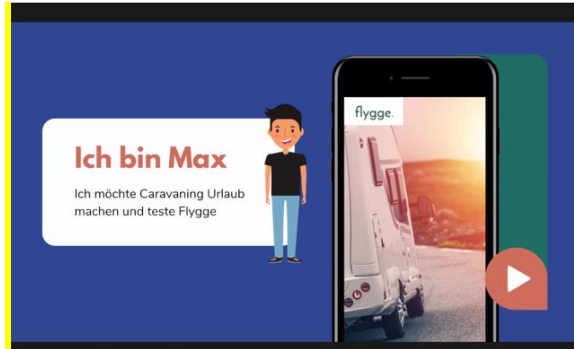 Ich bin Max
Ich möchte Caravaning Urlaub
machen und teste Flygge
flygge.